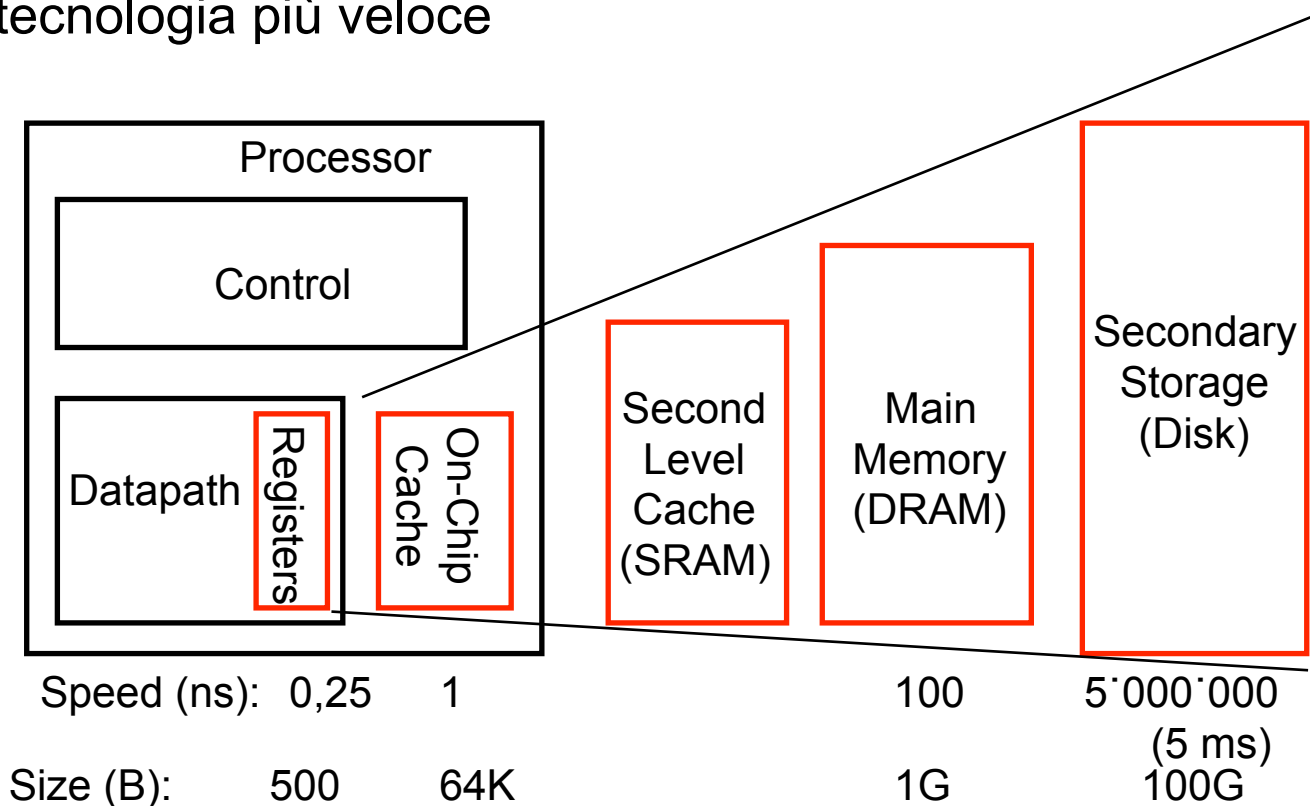 tecnologia più veloce
Processor
Control
Datapath
Registers
On-Chip
Cache
Second
Level
Cache
(SRAM)
Main
Memory
(DRAM)
Secondary
Storage
(Disk)
Speed (ns): 0,25 1 100 5˙000˙000
(5 ms)
Size (B): 500 64K 1G 100G